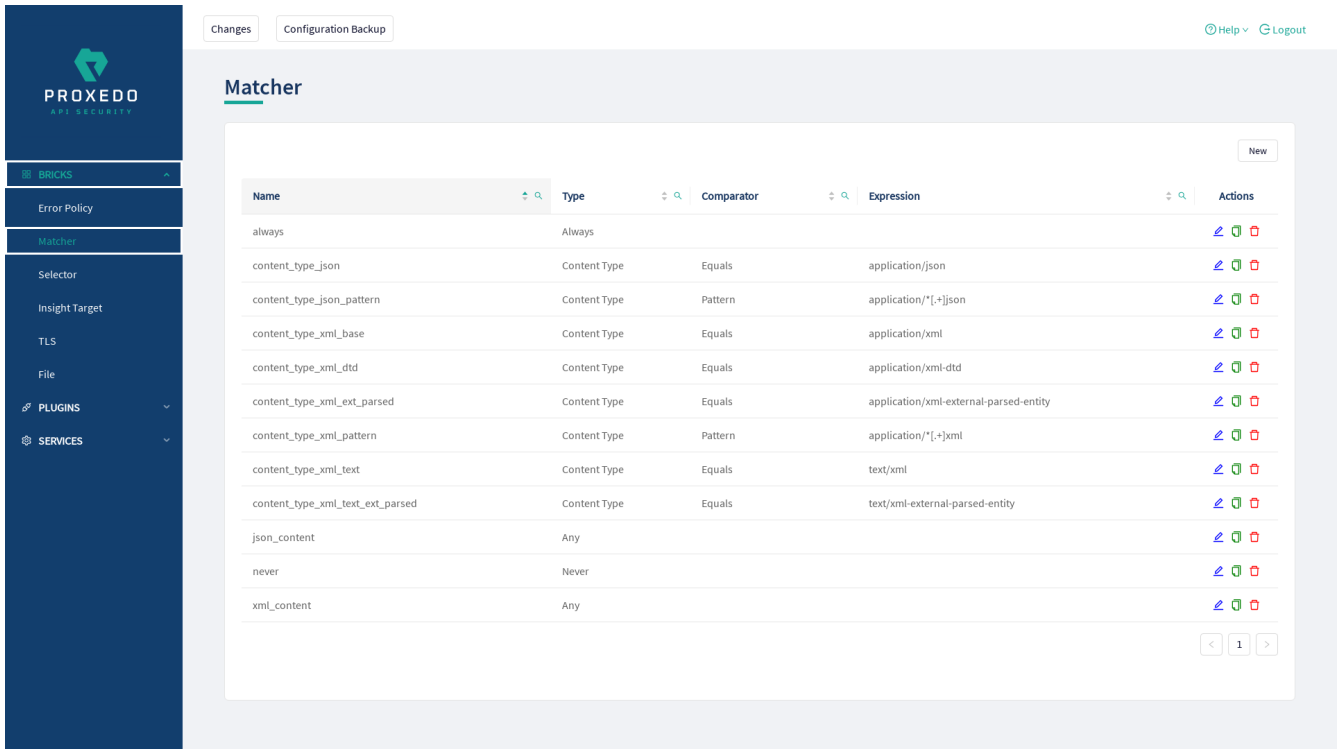 Changes Configuration Backup Help Logout
PROXEDO
API SECURITY
Matcher
BRICKS
Error Policy
Matcher
Selector
Insight Target
TLS
File
PLUGINS
SERVICES
New
Name Type Comparator Expression Actions
always Always
content_type_json Content Type Equals application/json
content_type_json_pattern Content Type Pattern application/*[.+]json
content_type_xml_base Content Type Equals application/xml
content_type_xml_dtd Content Type Equals application/xml-dtd
content_type_xml_ext_parsed Content Type Equals application/xml-external-parsed-entity
content_type_xml_pattern Content Type Pattern application/*[.+]xml
content_type_xml_text Content Type Equals text/xml
content_type_xml_text_ext_parsed Content Type Equals text/xml-external-parsed-entity
json_content Any
never Never
xml_content Any
< 1 >